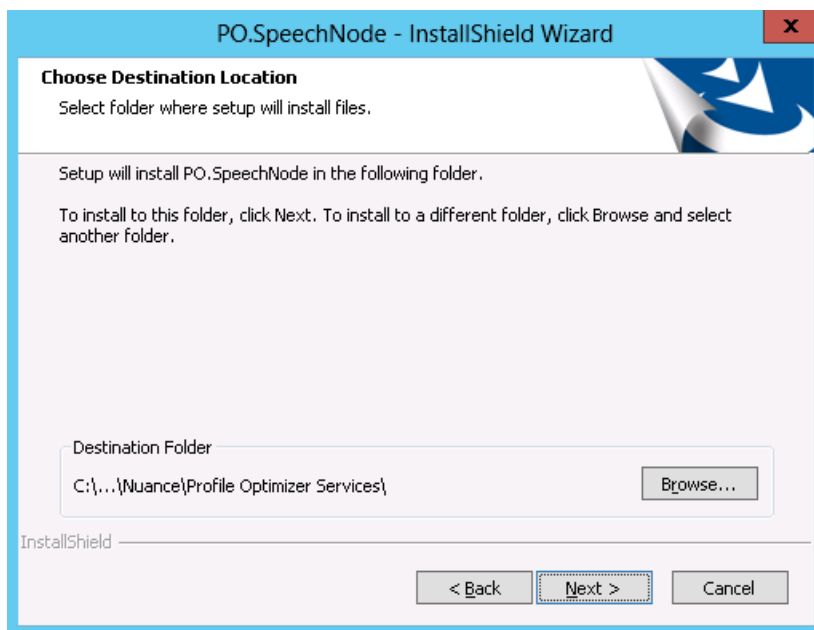 PO.SpeechNode - InstallShield Wizard
x
Choose Destination Location
Select folder where setup will install files.
Setup will install PO.SpeechNode in the following folder.
To install to this folder, click Next. To install to a different folder, click Browse and select
another folder.
Destination Folder
C:\...\Nuance\Profile Optimizer Services\
Browse...
InstallShield
< Back
Next >
Cancel